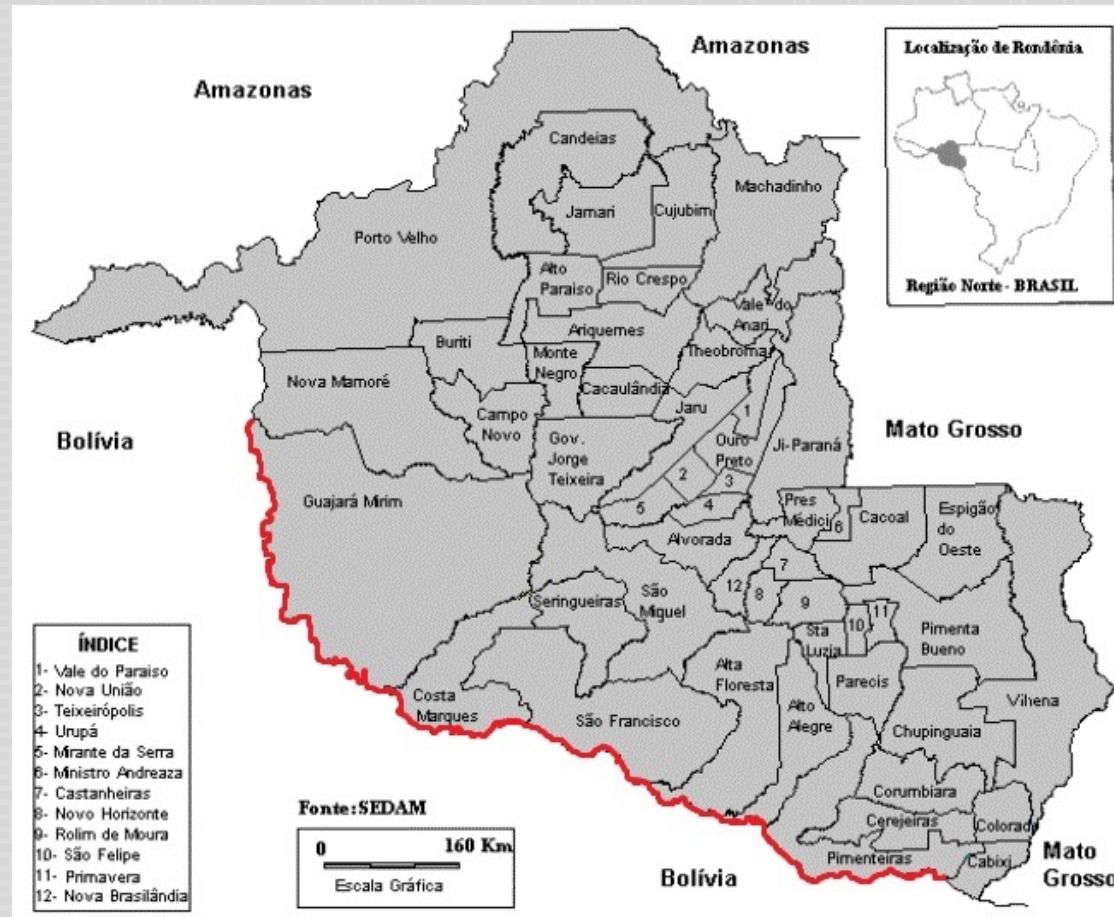 Amazonas
Amazonas
Localização de Rondônia
Região Norte - BRASIL
Candeias
Machadinho
Jamari
Cujubim
Porto Velho
Alto
Paraiso
Rio Crespo
Vale do
Anari
Ariquemes
Buriti
Theobroma
Monte
Negro
Nova Mamoré
Cacaulândia
Jaru
1
Campo
Novo
Bolívia
Mato Grosso
Gov.
Jorge
Teixeira
Ouro
Preto
Ji-Paraná
2
3
Guajará Mirim
5
4
Pres
Médici
6
Cacoal
Espigão
do
Oeste
Alvorada
7
12
8
9
Seringueiras
São
Miguel
10
11
Sta
Luzia
Pimenta
Bueno
Alta
Floresta
Parecis
Costa
Marques
São Francisco
Alto
Alegre
Vilhena
Chupinguaia
Corumbiara
Cerejeiras
Colorado
Pimenteiras
Cabixi
Bolívia
Mato
Grosso
ÍNDICE
1- Vale do Paraiso
2- Nova União
3- Teixeirópolis
4- Urupá
5- Mirante da Serra
6- Ministro Andreaza
7- Castanheiras
8- Novo Horizonte
9- Rolim de Moura
10- São Felipe
11- Primavera
12- Nova Brasilândia
Fonte:SEDAM
0 160 Km
Escala Gráfica